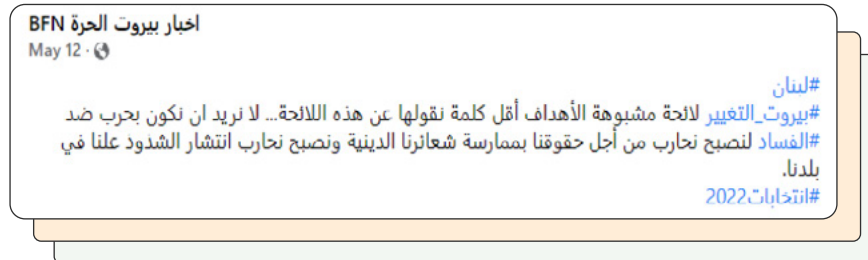 اخبار بيروت الحرة BFN
May 12 ·
#لبنان
#بيروت_التغيير لائحة مشبوهة الأهداف أقل كلمة نقولها عن هذه اللائحة... لا نريد ان نكون بحرب ضد
#الفساد لنصبح نحارب من أجل حقوقنا بممارسة شعائرنا الدينية ونصبح نحارب انتشار الشذوذ علنا في
بلدنا.
#انتخابات2022